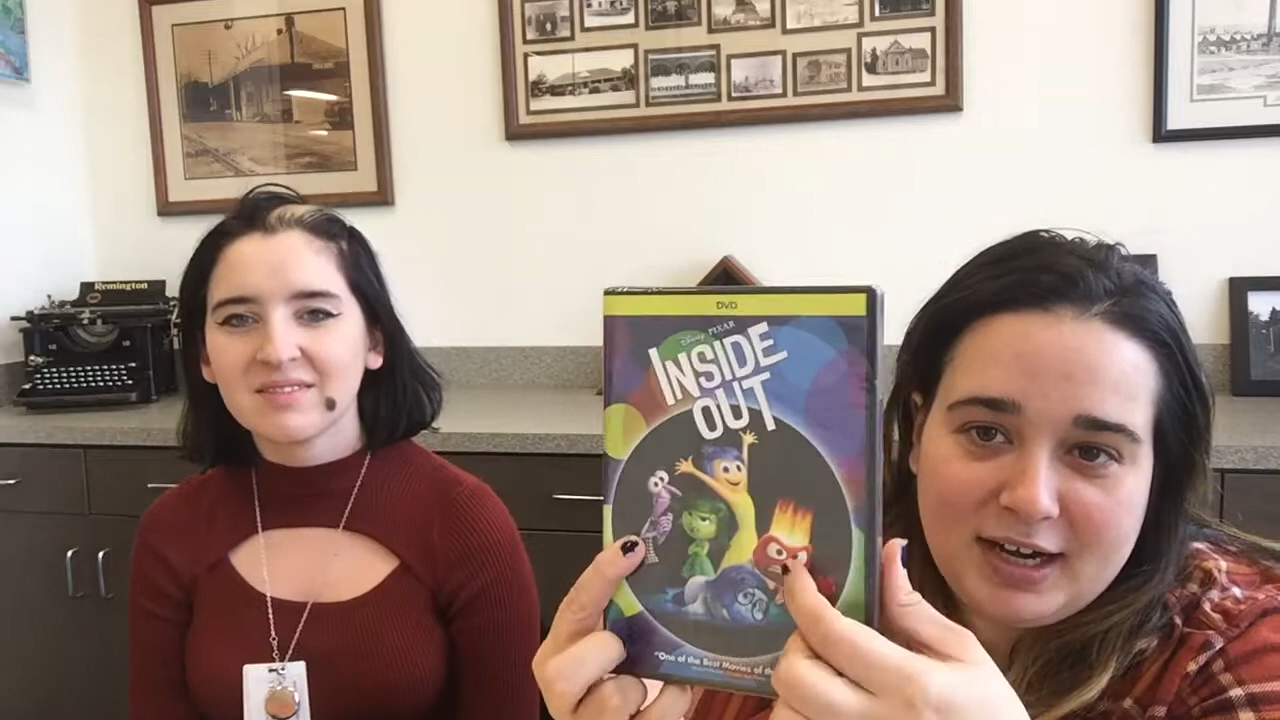 Remington
DVD
Disney PIXAR
INSIDE
OUT
"One of the Best Movies of the